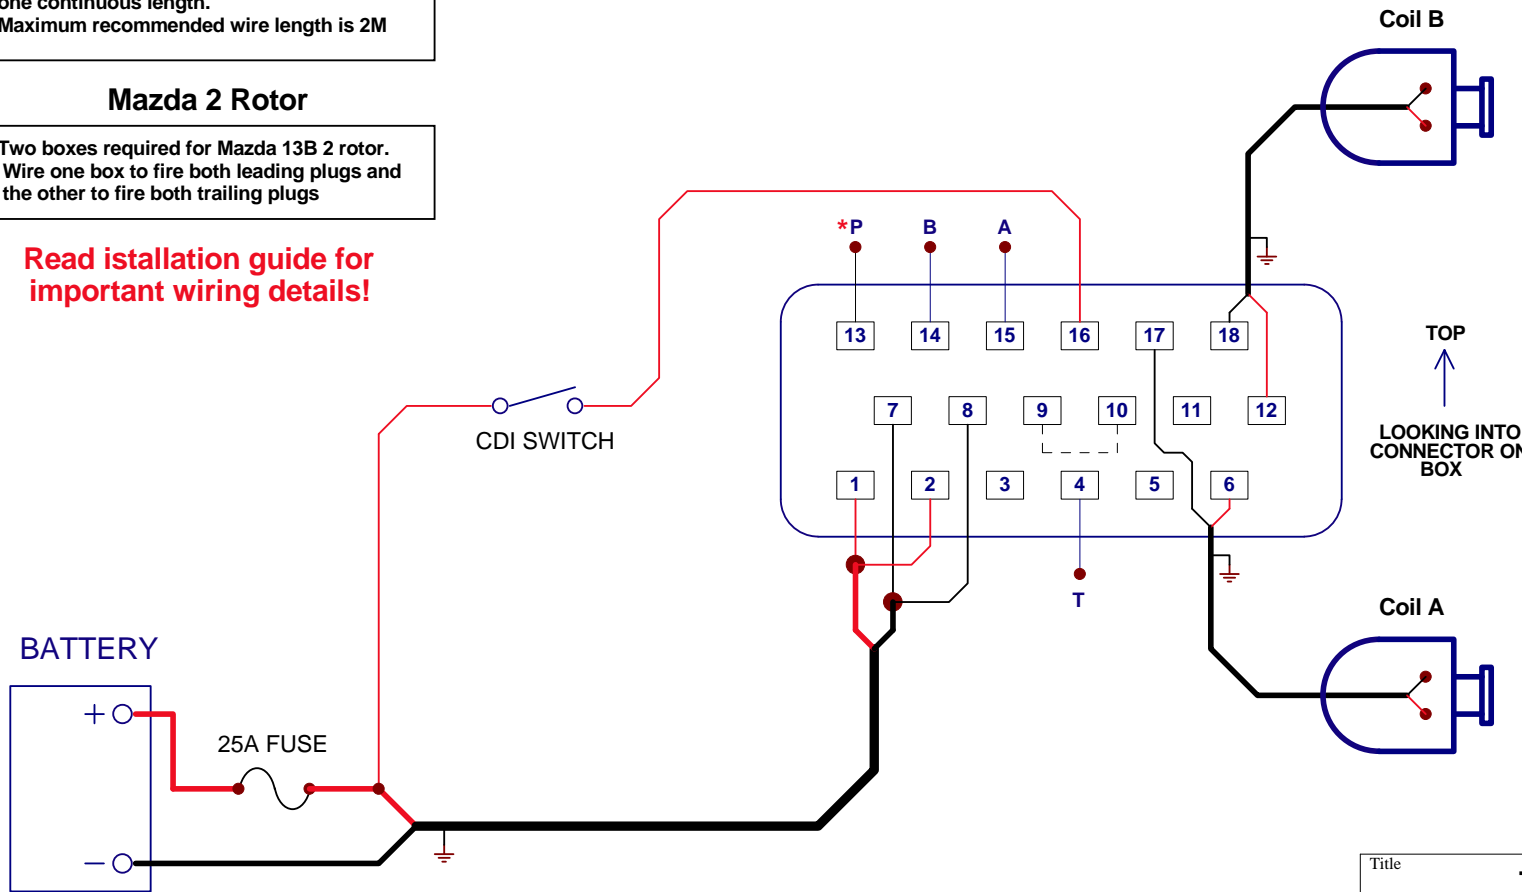 one continuous length.
Maximum recommended wire length is 2M
Mazda 2 Rotor
Two boxes required for Mazda 13B 2 rotor.
Wire one box to fire both leading plugs and
the other to fire both trailing plugs
Read istallation guide for
important wiring details!
Coil B
*P B A
13 14 15 16 17 18
TOP
7 8 9 10 11 12
LOOKING INTO
CONNECTOR ON
BOX
CDI SWITCH
1 2 3 4 5 6
T
Coil A
BATTERY
+
25A FUSE
−
Title